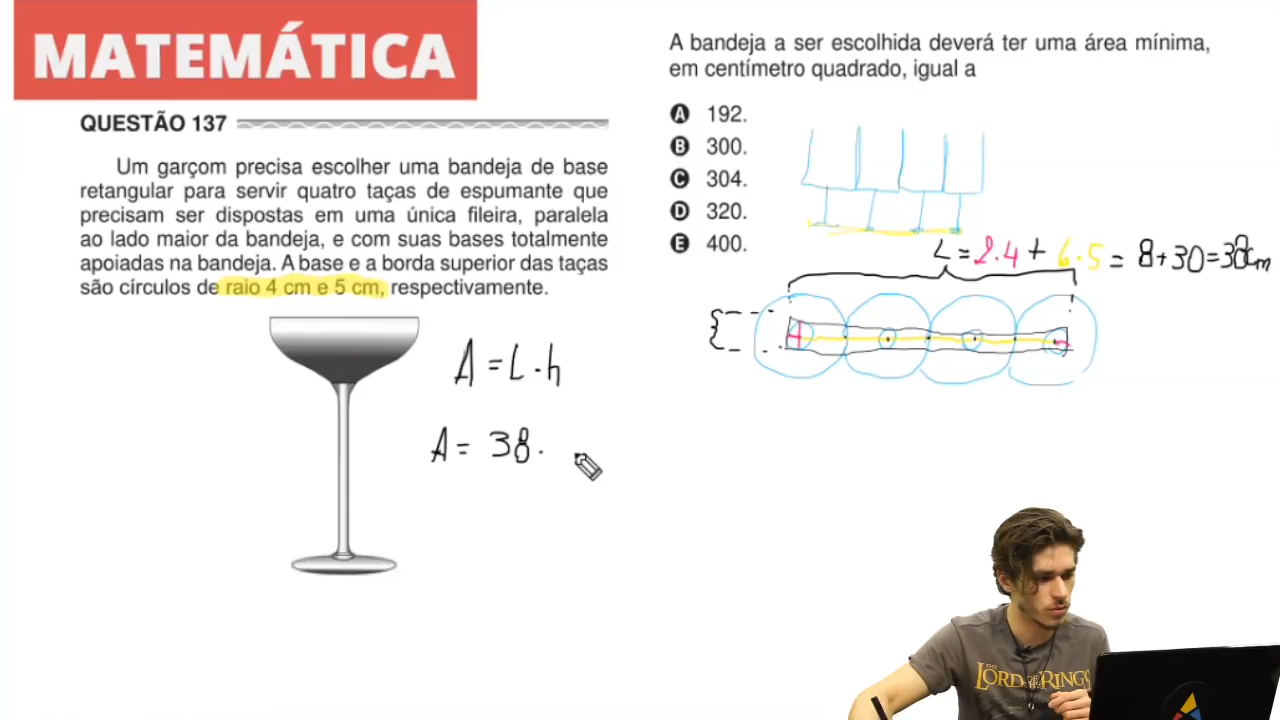 MATEMÁTICA
QUESTÃO 137
Um garçom precisa escolher uma bandeja de base
retangular para servir quatro taças de espumante que
precisam ser dispostas em uma única fileira, paralela
ao lado maior da bandeja, e com suas bases totalmente
apoiadas na bandeja. A base e a borda superior das taças
são círculos de raio 4 cm e 5 cm, respectivamente.
A = L · h
A = 38 ·
A bandeja a ser escolhida deverá ter uma área mínima,
em centímetro quadrado, igual a
A 192.
B 300.
C 304.
D 320.
E 400.
L = 2.4 + 6.5 = 8+30=38cm
THE
LORD OF THE RINGS